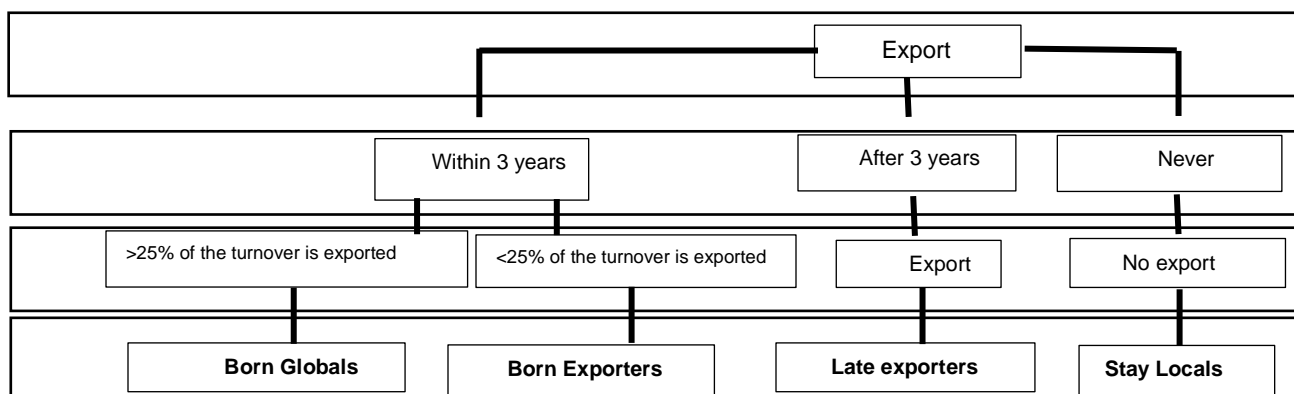 Export
Within 3 years
After 3 years
Never
>25% of the turnover is exported
<25% of the turnover is exported
Export
No export
Born Globals
Born Exporters
Late exporters
Stay Locals